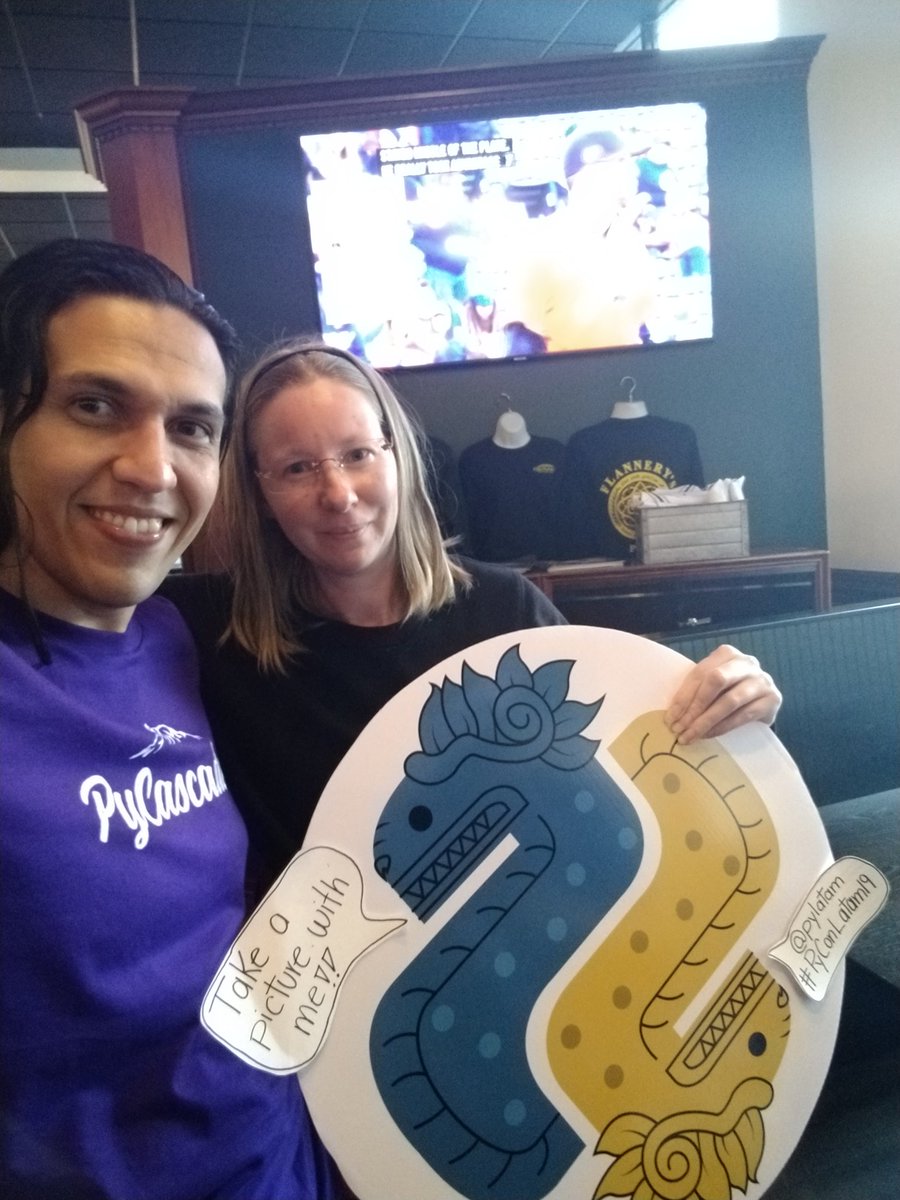 FLANNERY'S
PyCascad
Take a
picture with
me!!
@pylatam
#PyConLatam19